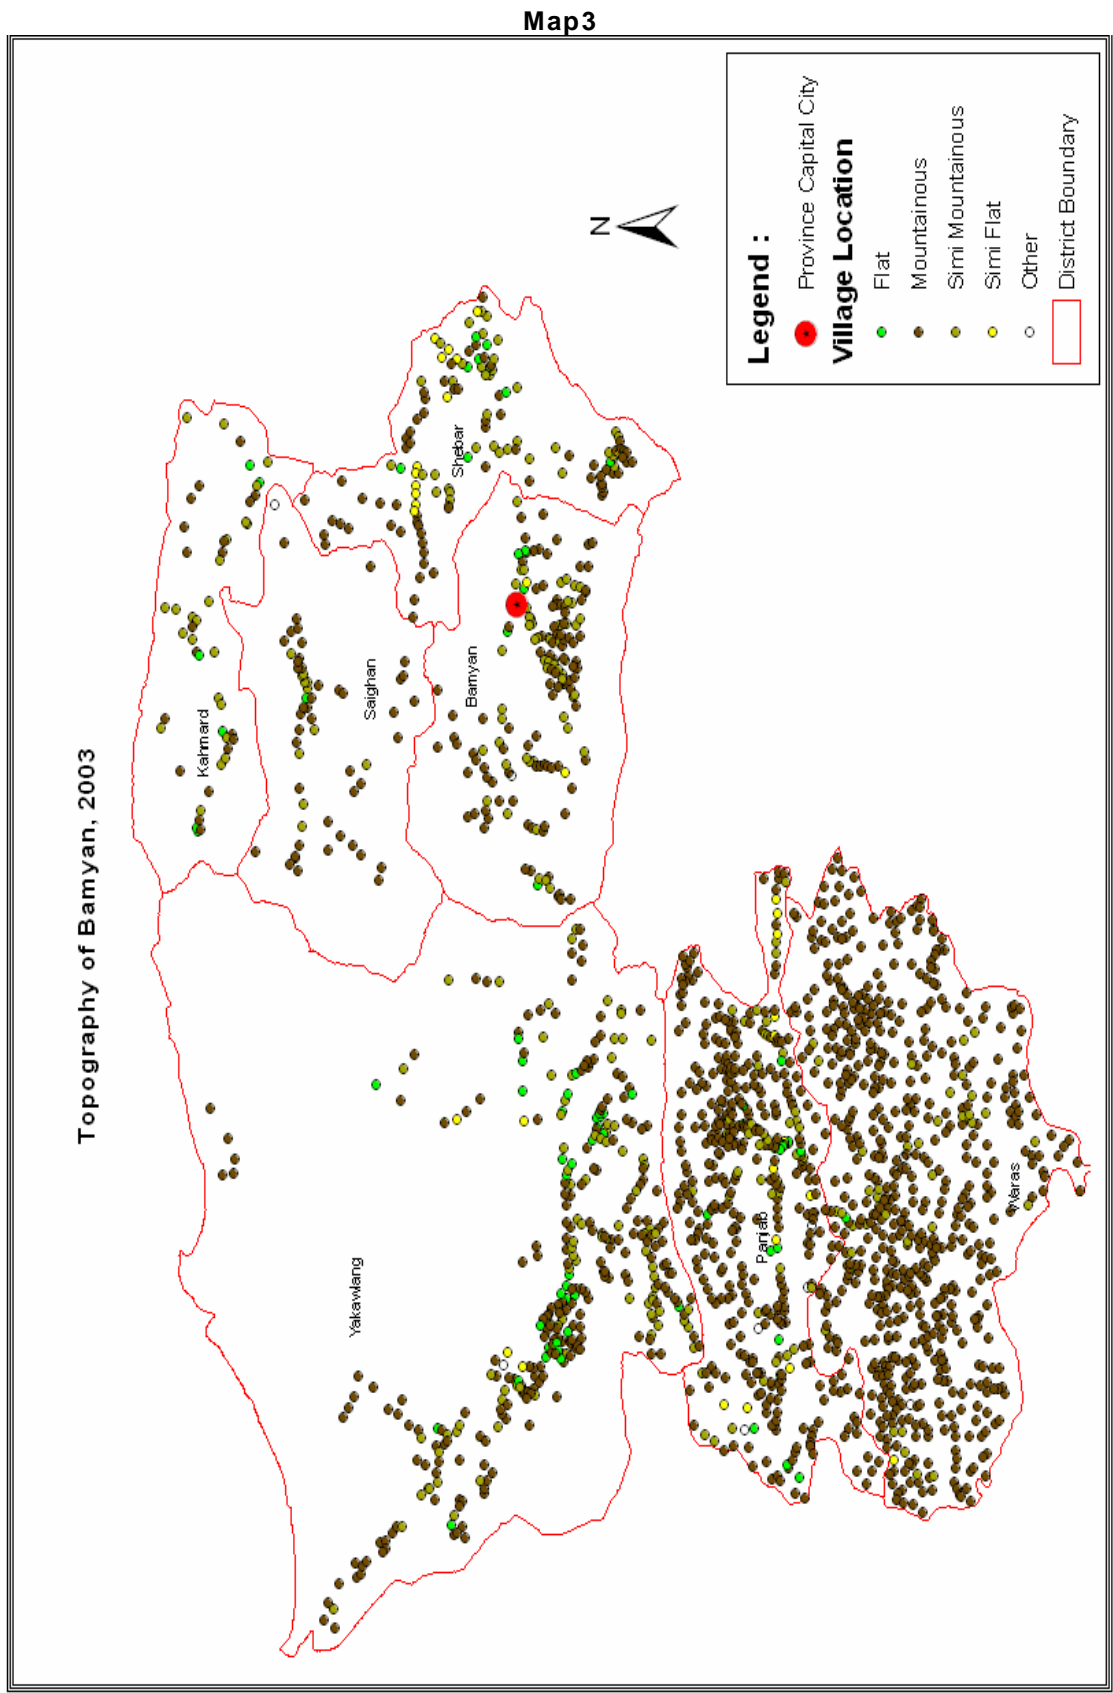 Map3
Topography of Bamyan, 2003
Kahmard
Saighan
Shebar
Bamyan
Yakawlang
Panjab
Waras
N
Legend :
Province Capital City
Village Location
Flat
Mountainous
Simi Mountainous
Simi Flat
Other
District Boundary